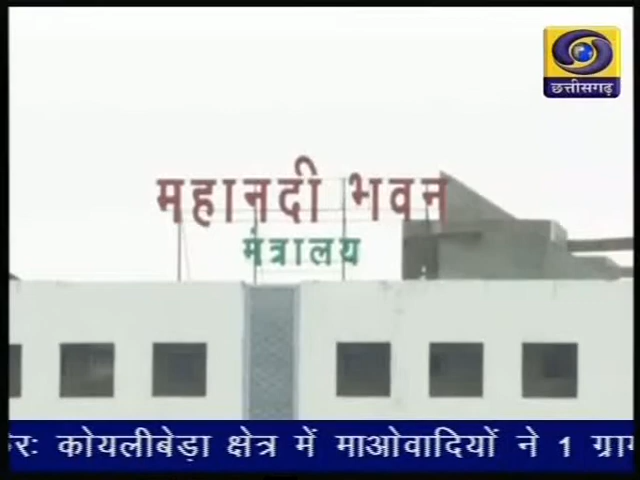 छत्तीसगढ़
महानदी भवन
मंत्रालय
कोयलीबेड़ा क्षेत्र में माओवादियों ने 1